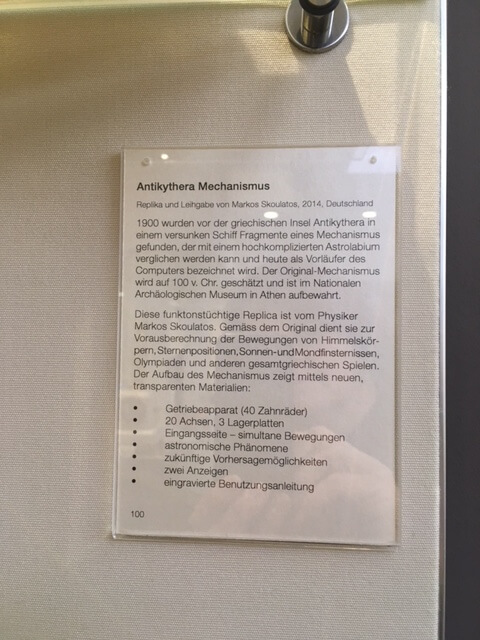 Antikythera Mechanismus
Replika und Leihgabe von Markos Skoulatos, 2014, Deutschland
1900 wurden vor der griechischen Insel Antikythera in
einem versunken Schiff Fragmente eines Mechanismus
gefunden, der mit einem hochkomplizierten Astrolabium
verglichen werden kann und heute als Vorläufer des
Computers bezeichnet wird. Der Original-Mechanismus
wird auf 100 v. Chr. geschätzt und ist im Nationalen
Archäologischen Museum in Athen aufbewahrt.
Diese funktonstüchtige Replica ist vom Physiker
Markos Skoulatos. Gemäss dem Original dient sie zur
Vorausberechnung der Bewegungen von Himmelskör-
pern, Sternenpositionen, Sonnen- und Mondfinsternissen,
Olympiaden und anderen gesamtgriechischen Spielen.
Der Aufbau des Mechanismus zeigt mittels neuen,
transparenten Materialien:
• Getriebeapparat (40 Zahnräder)
• 20 Achsen, 3 Lagerplatten
• Eingangsseite – simultane Bewegungen
• astronomische Phänomene
• zukünftige Vorhersagemöglichkeiten
• zwei Anzeigen
• eingravierte Benutzungsanleitung
100